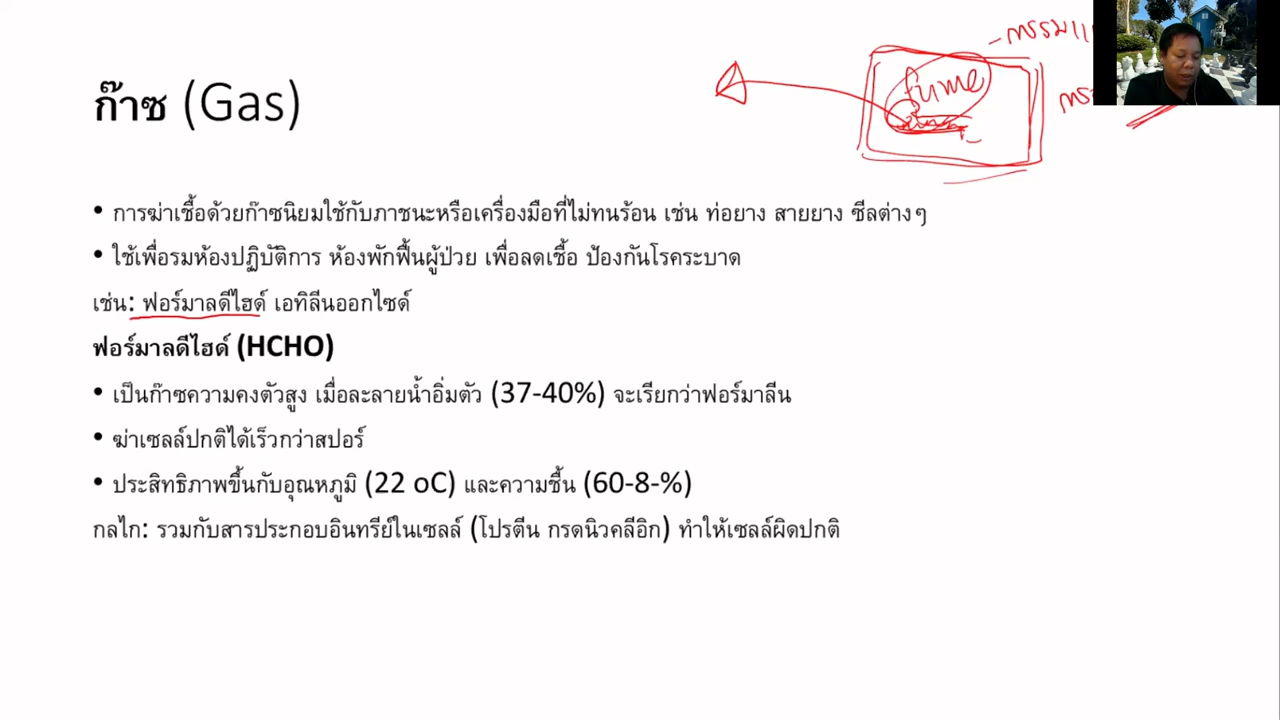 ก๊าซ (Gas)
fume
• การฆ่าเชื้อด้วยก๊าซนิยมใช้กับภาชนะหรือเครื่องมือที่ไม่ทนร้อน เช่น ท่อยาง สายยาง ซีลต่างๆ
• ใช้เพื่อรมห้องปฏิบัติการ ห้องพักฟื้นผู้ป่วย เพื่อลดเชื้อ ป้องกันโรคระบาด
เช่น: ฟอร์มาลดีไฮด์ เอทิลีนออกไซด์
ฟอร์มาลดีไฮด์ (HCHO)
• เป็นก๊าซความคงตัวสูง เมื่อละลายน้ำอิ่มตัว (37-40%) จะเรียกว่าฟอร์มาลีน
• ฆ่าเซลล์ปกติได้เร็วกว่าสปอร์
• ประสิทธิภาพขึ้นกับอุณหภูมิ (22 oC) และความชื้น (60-8-%)
กลไก: รวมกับสารประกอบอินทรีย์ในเซลล์ (โปรตีน กรดนิวคลีอิก) ทำให้เซลล์ผิดปกติ